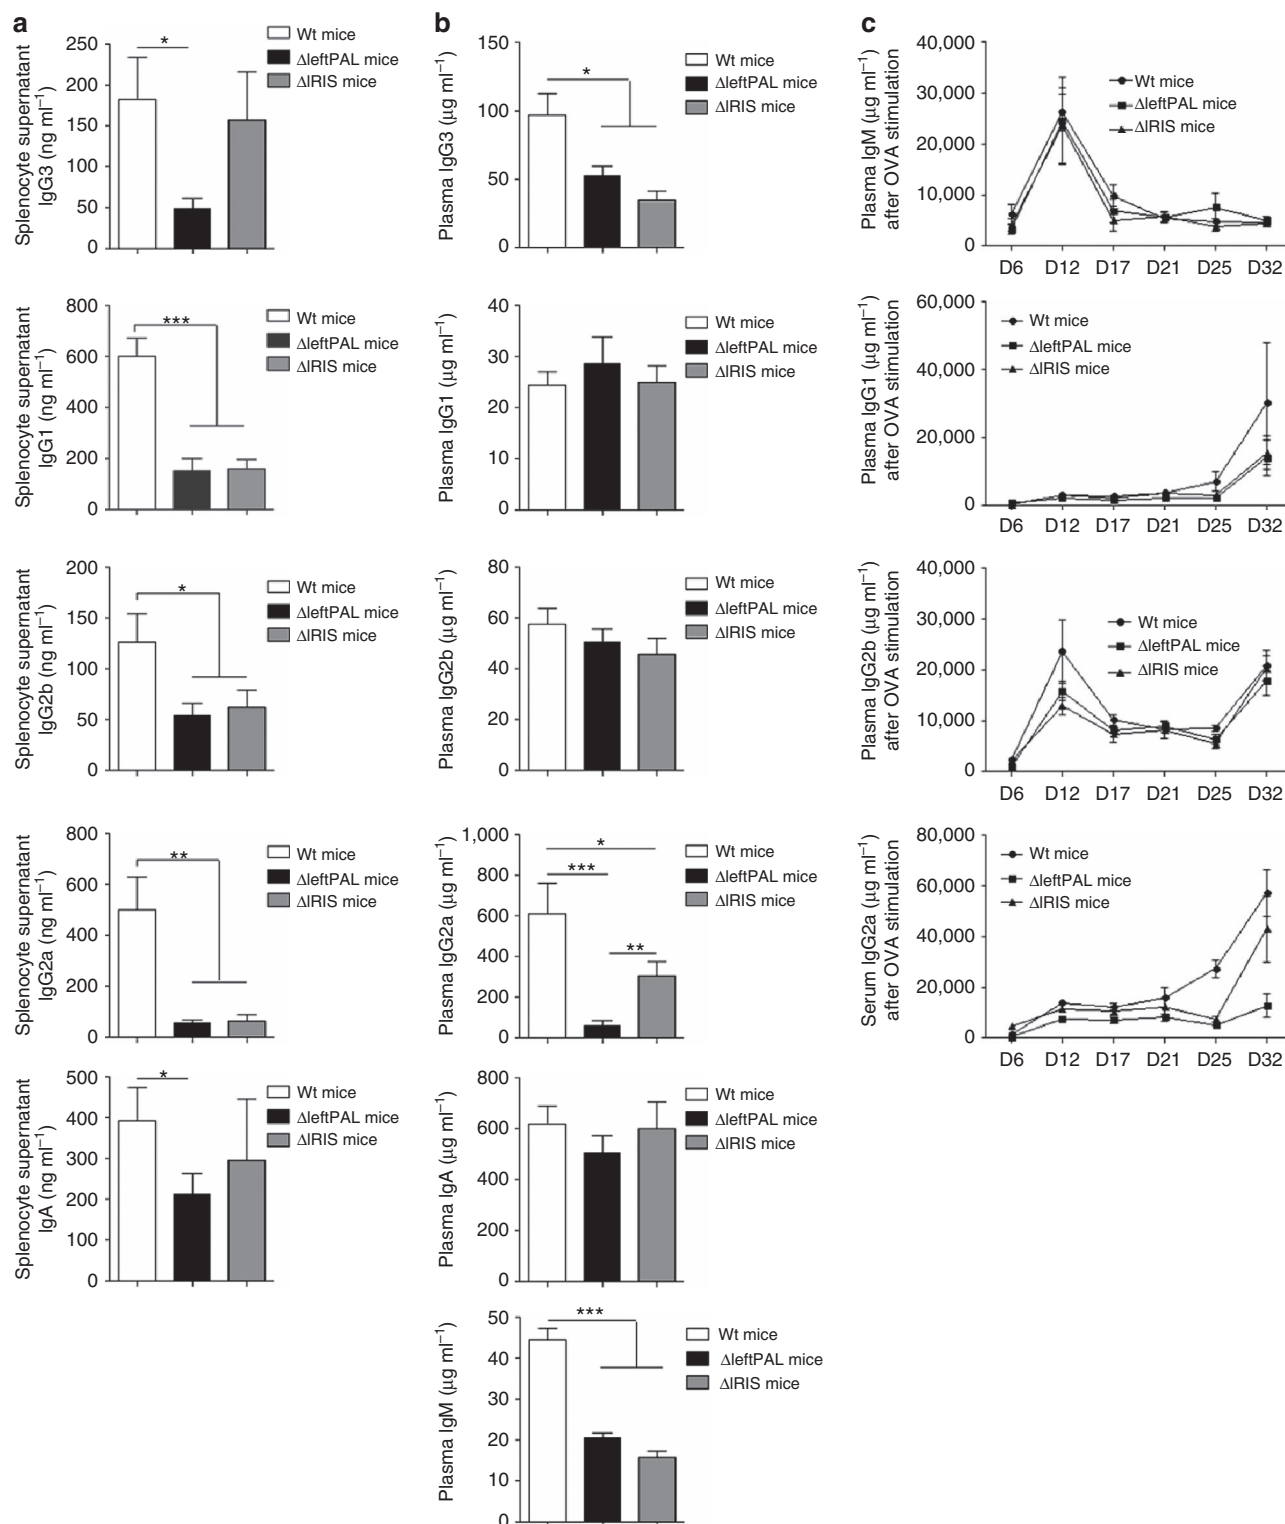 a
Splenocyte supernatant
IgG3 (ng ml⁻¹)
250
200
150
100
50
0
*
Wt mice
ΔleftPAL mice
ΔIRIS mice
Splenocyte supernatant
IgG1 (ng ml⁻¹)
800
600
400
200
0
***
Wt mice
ΔleftPAL mice
ΔIRIS mice
Splenocyte supernatant
IgG2b (ng ml⁻¹)
200
150
100
50
0
*
Wt mice
ΔleftPAL mice
ΔIRIS mice
Splenocyte supernatant
IgG2a (ng ml⁻¹)
800
600
400
200
0
**
Wt mice
ΔleftPAL mice
ΔIRIS mice
Splenocyte supernatant
IgA (ng ml⁻¹)
500
400
300
200
100
0
*
Wt mice
ΔleftPAL mice
ΔIRIS mice
b
Plasma IgG3 (μg ml⁻¹)
150
100
50
0
*
Wt mice
ΔleftPAL mice
ΔIRIS mice
Plasma IgG1 (μg ml⁻¹)
40
30
20
10
0
Wt mice
ΔleftPAL mice
ΔIRIS mice
Plasma IgG2b (μg ml⁻¹)
80
60
40
20
0
Wt mice
ΔleftPAL mice
ΔIRIS mice
Plasma IgG2a (μg ml⁻¹)
1,000
800
600
400
200
0
*
***
**
Wt mice
ΔleftPAL mice
ΔIRIS mice
Plasma IgA (μg ml⁻¹)
800
600
400
200
0
Wt mice
ΔleftPAL mice
ΔIRIS mice
Plasma IgM (μg ml⁻¹)
50
40
30
20
10
0
***
Wt mice
ΔleftPAL mice
ΔIRIS mice
c
Plasma IgM (μg ml⁻¹)
after OVA stimulation
40,000
30,000
20,000
10,000
0
Wt mice
ΔleftPAL mice
ΔIRIS mice
D6 D12 D17 D21 D25 D32
Plasma IgG1 (μg ml⁻¹)
after OVA stimulation
60,000
40,000
20,000
0
Wt mice
ΔleftPAL mice
ΔIRIS mice
D6 D12 D17 D21 D25 D32
Plasma IgG2b (μg ml⁻¹)
after OVA stimulation
40,000
30,000
20,000
10,000
0
Wt mice
ΔleftPAL mice
ΔIRIS mice
D6 D12 D17 D21 D25 D32
Serum IgG2a (μg ml⁻¹)
after OVA stimulation
80,000
60,000
40,000
20,000
0
Wt mice
ΔleftPAL mice
ΔIRIS mice
D6 D12 D17 D21 D25 D32